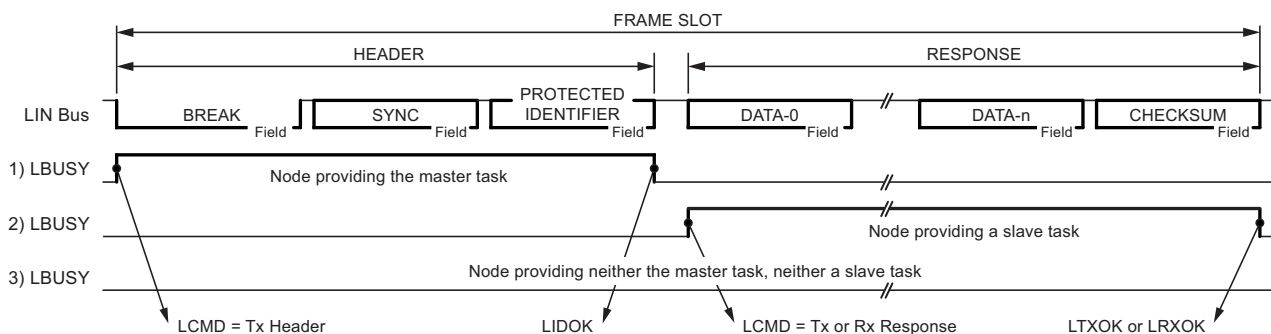 FRAME SLOT
HEADER
RESPONSE
LIN Bus
BREAK
Field
SYNC
Field
PROTECTED
IDENTIFIER
Field
DATA-0
Field
DATA-n
Field
CHECKSUM
Field
1) LBUSY
Node providing the master task
2) LBUSY
Node providing a slave task
3) LBUSY
Node providing neither the master task, neither a slave task
LCMD = Tx Header
LIDOK
LCMD = Tx or Rx Response
LTXOK or LRXOK